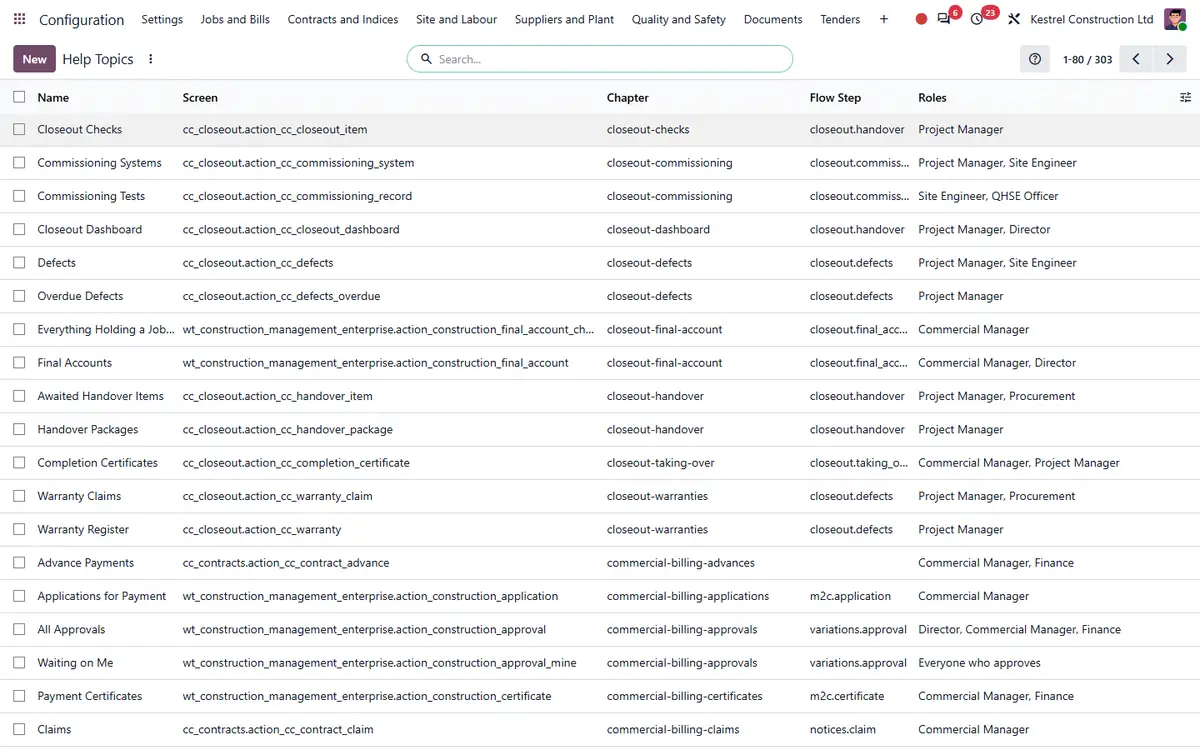 Configuration Settings Jobs and Bills Contracts and Indices Site and Labour Suppliers and Plant Quality and Safety Documents Tenders + 6 23 Kestrel Construction Ltd
New Help Topics Search... 1-80 / 303
Name Screen Chapter Flow Step Roles
Closeout Checks cc_closeout.action_cc_closeout_item closeout-checks closeout.handover Project Manager
Commissioning Systems cc_closeout.action_cc_commissioning_system closeout-commissioning closeout.commiss... Project Manager, Site Engineer
Commissioning Tests cc_closeout.action_cc_commissioning_record closeout-commissioning closeout.commiss... Site Engineer, QHSE Officer
Closeout Dashboard cc_closeout.action_cc_closeout_dashboard closeout-dashboard closeout.handover Project Manager, Director
Defects cc_closeout.action_cc_defects closeout-defects closeout.defects Project Manager, Site Engineer
Overdue Defects cc_closeout.action_cc_defects_overdue closeout-defects closeout.defects Project Manager
Everything Holding a Job... wt_construction_management_enterprise.action_construction_final_account_ch... closeout-final-account closeout.final_acc... Commercial Manager
Final Accounts wt_construction_management_enterprise.action_construction_final_account closeout-final-account closeout.final_acc... Commercial Manager, Director
Awaited Handover Items cc_closeout.action_cc_handover_item closeout-handover closeout.handover Project Manager, Procurement
Handover Packages cc_closeout.action_cc_handover_package closeout-handover closeout.handover Project Manager
Completion Certificates cc_closeout.action_cc_completion_certificate closeout-taking-over closeout.taking_o... Commercial Manager, Project Manager
Warranty Claims cc_closeout.action_cc_warranty_claim closeout-warranties closeout.defects Project Manager, Procurement
Warranty Register cc_closeout.action_cc_warranty closeout-warranties closeout.defects Project Manager
Advance Payments cc_contracts.action_cc_contract_advance commercial-billing-advances Commercial Manager, Finance
Applications for Payment wt_construction_management_enterprise.action_construction_application commercial-billing-applications m2c.application Commercial Manager
All Approvals wt_construction_management_enterprise.action_construction_approval commercial-billing-approvals variations.approval Director, Commercial Manager, Finance
Waiting on Me wt_construction_management_enterprise.action_construction_approval_mine commercial-billing-approvals variations.approval Everyone who approves
Payment Certificates wt_construction_management_enterprise.action_construction_certificate commercial-billing-certificates m2c.certificate Commercial Manager, Finance
Claims cc_contracts.action_cc_contract_claim commercial-billing-claims notices.claim Commercial Manager